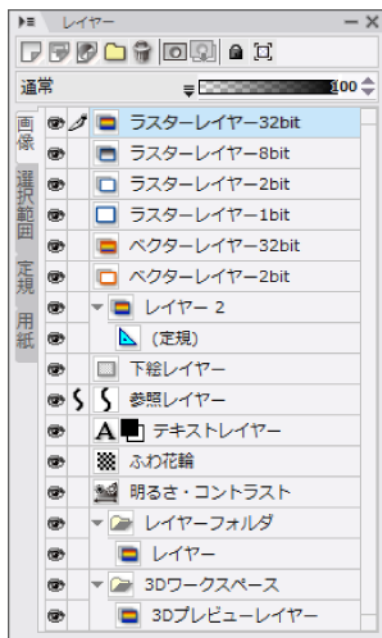 レイヤー
通常
100
画像
選択範囲
定規
用紙
ラスターレイヤー32bit
ラスターレイヤー8bit
ラスターレイヤー2bit
ラスターレイヤー1bit
ベクターレイヤー32bit
ベクターレイヤー2bit
レイヤー 2
(定規)
下絵レイヤー
参照レイヤー
A テキストレイヤー
ふわ花輪
明るさ・コントラスト
レイヤーフォルダ
レイヤー
3Dワークスペース
3Dプレビューレイヤー